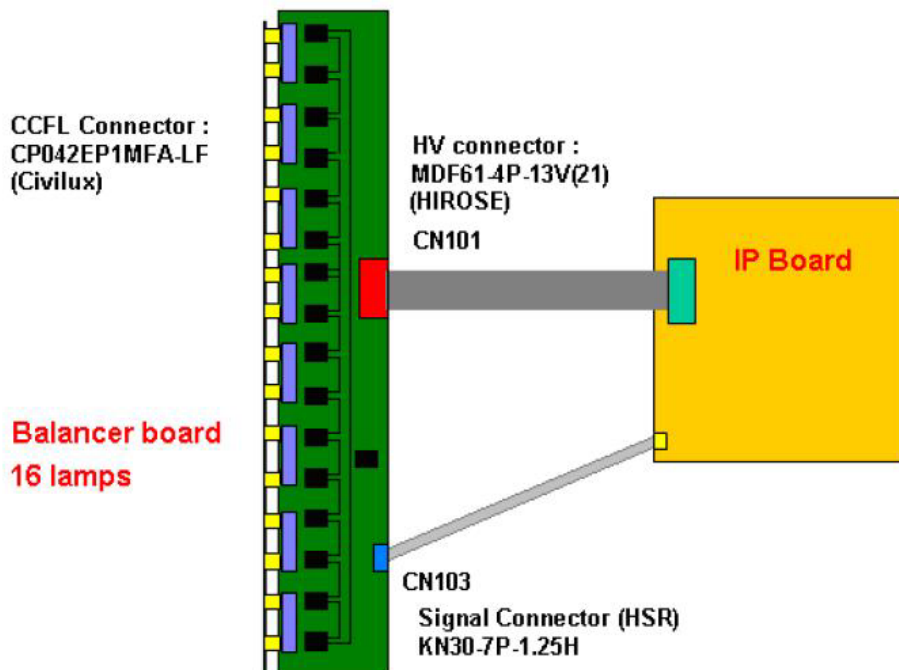 CCFL Connector :
CP042EP1MFA-LF
(Civilux)
HV connector :
MDF61-4P-13V(21)
(HIROSE)
CN101
IP Board
Balancer board
16 lamps
CN103
Signal Connector (HSR)
KN30-7P-1.25H